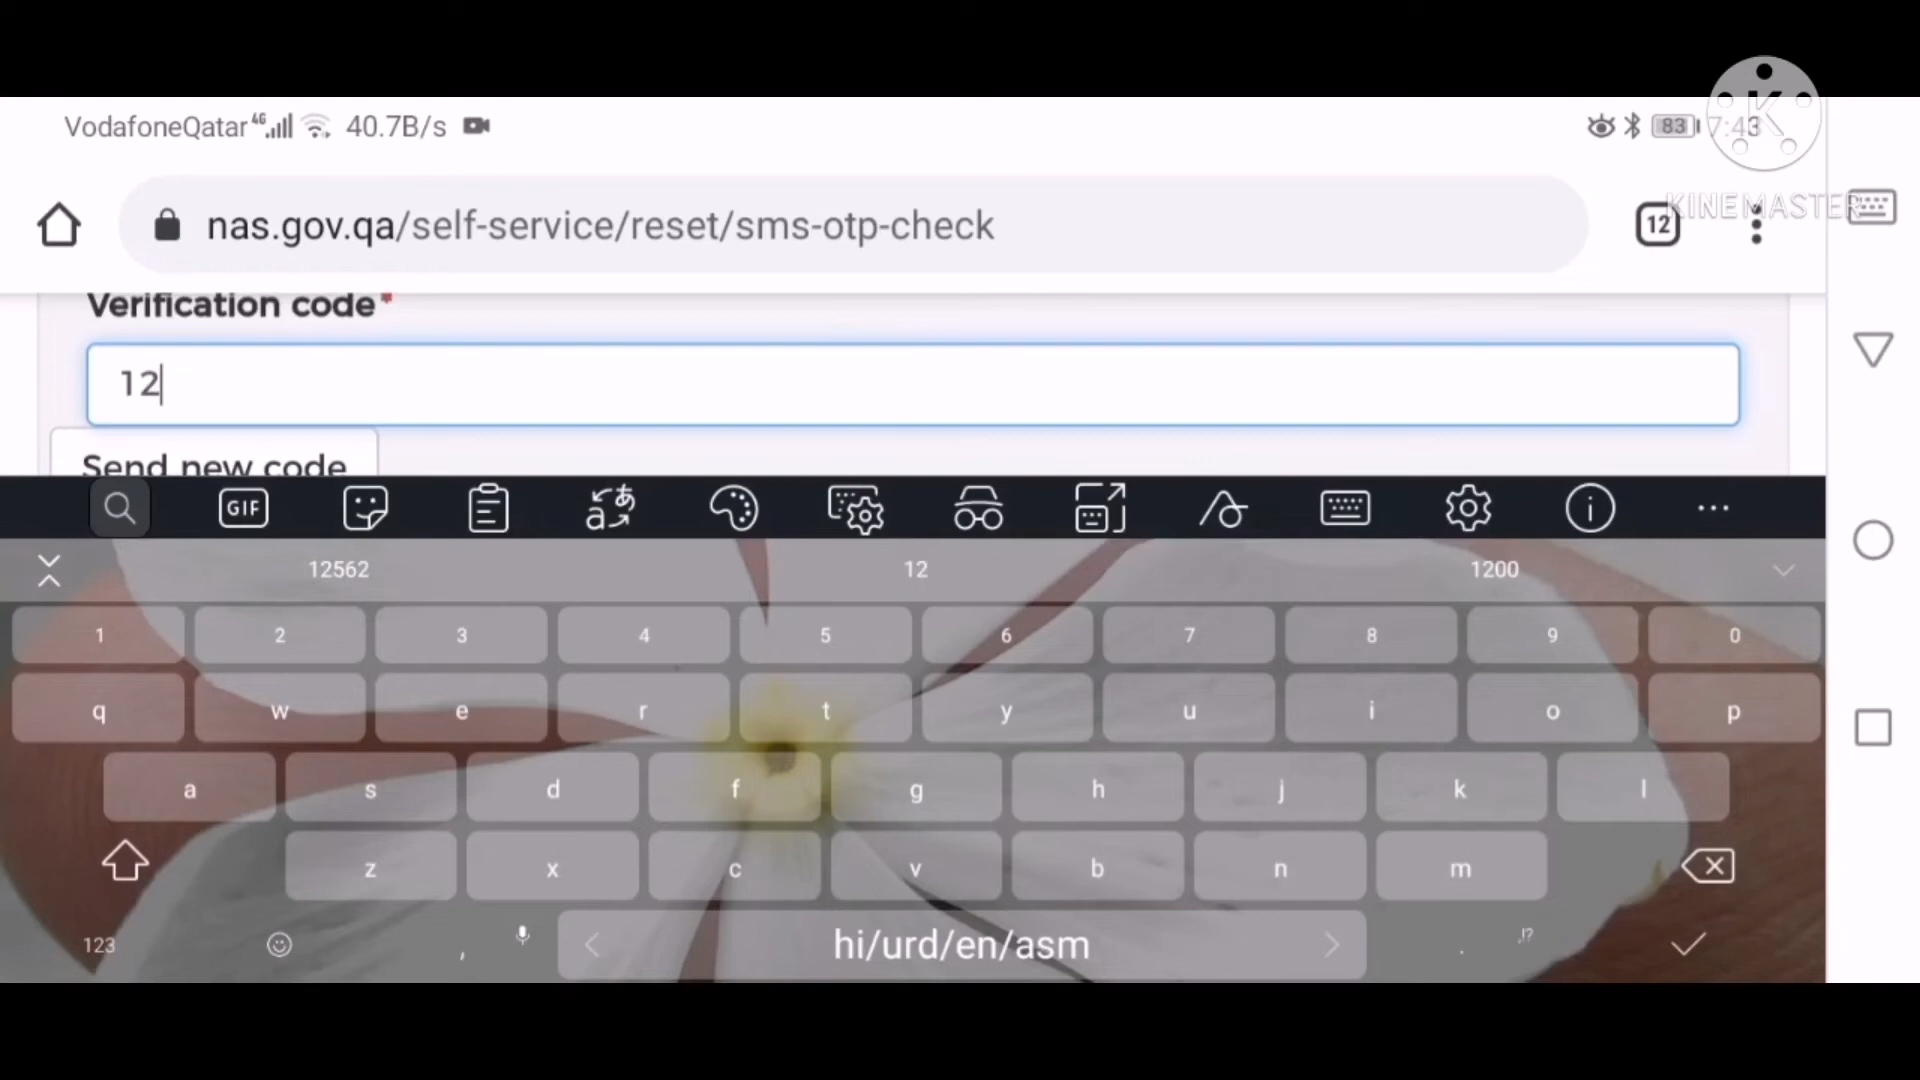 VodafoneQatar 4G 40.7B/s 83 7:43
nas.gov.qa/self-service/reset/sms-otp-check 12
KINEMASTER
Verification code*
12
Send new code
GIF
12562 12 1200
1 2 3 4 5 6 7 8 9 0
q w e r t y u i o p
a s d f g h j k l
z x c v b n m
123 , hi/urd/en/asm . ,!?